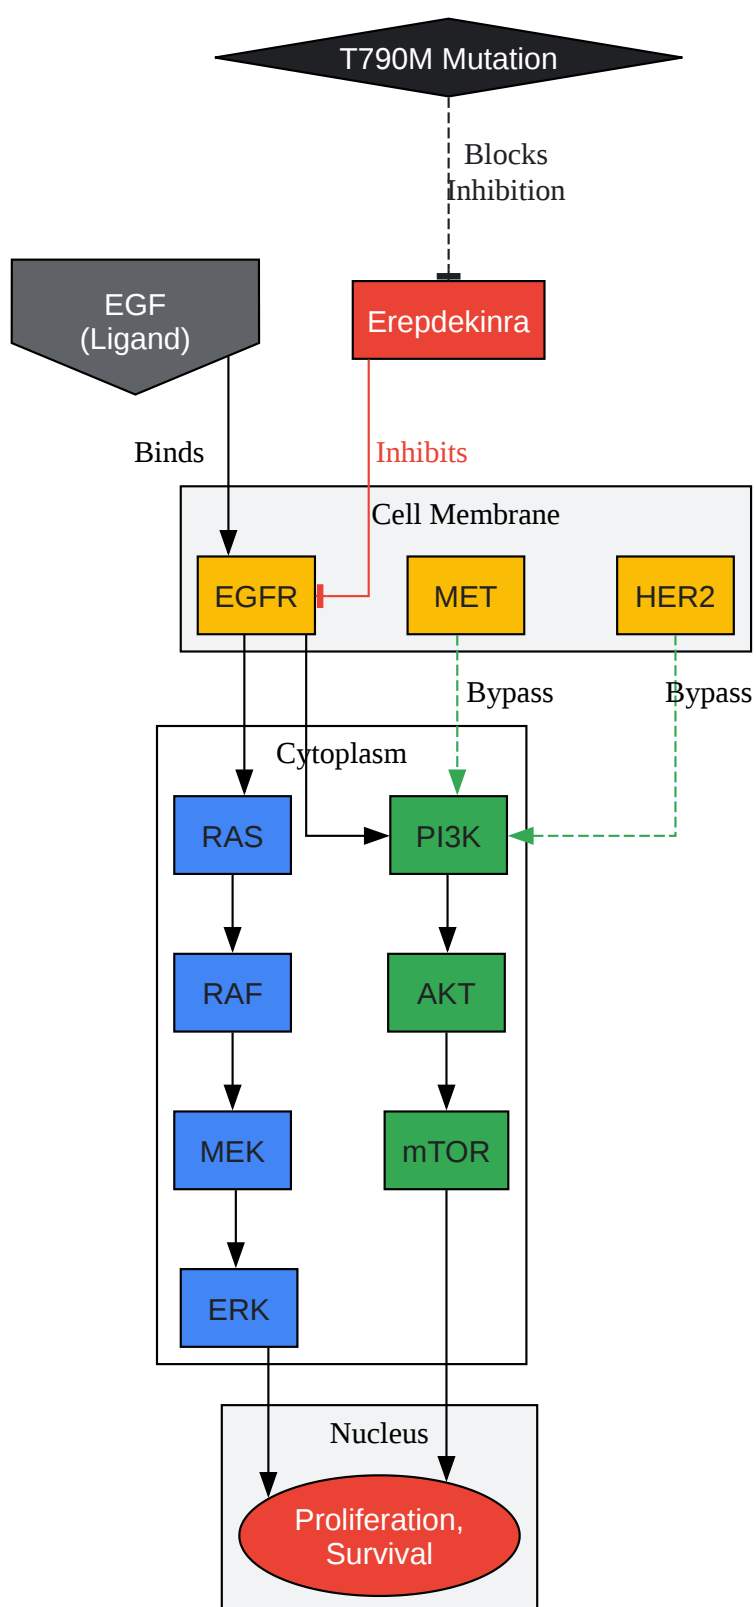 T790M Mutation
Blocks
Inhibition
EGF
(Ligand)
Erepdekinra
Binds
Inhibits
Cell Membrane
EGFR
MET
HER2
Bypass
Bypass
Cytoplasm
RAS
PI3K
RAF
AKT
MEK
mTOR
ERK
Nucleus
Proliferation,
Survival